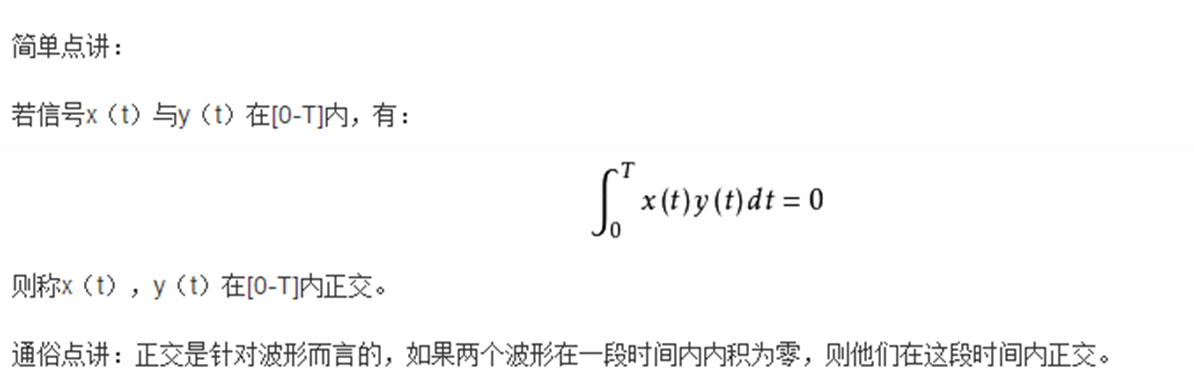 简单点讲：
若信号x（t）与y（t）在[0-T]内，有：
∫₀ᵀ x(t)y(t)dt = 0
则称x（t），y（t）在[0-T]内正交。
通俗点讲：正交是针对波形而言的，如果两个波形在一段时间内内积为零，则他们在这段时间内正交。